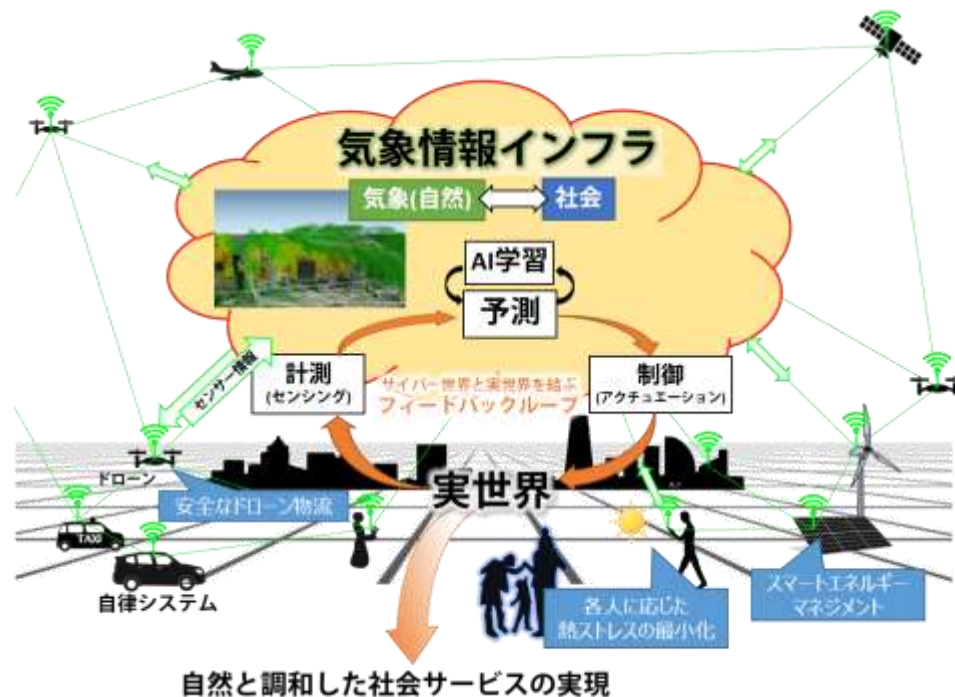 気象情報インフラ
気象(自然)
社会
AI学習
予測
計測
(センシング)
制御
(アクチュエーション)
サイバー世界と実世界を結ぶ
フィードバックループ
センサー情報
ドローン
安全なドローン物流
実世界
TAXI
自律システム
各人に応じた
熱ストレスの最小化
スマートエネルギー
マネジメント
自然と調和した社会サービスの実現